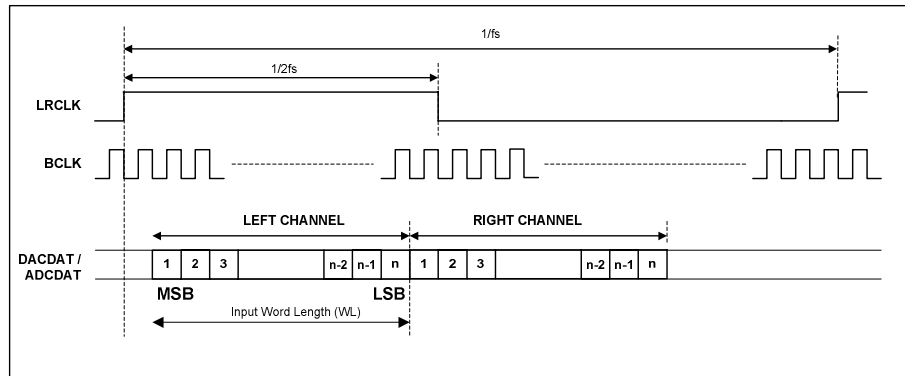 1/fs
1/2fs
LRCLK
BCLK
LEFT CHANNEL RIGHT CHANNEL
DACDAT /
ADCDAT
1 2 3 n-2 n-1 n 1 2 3 n-2 n-1 n
MSB LSB
Input Word Length (WL)